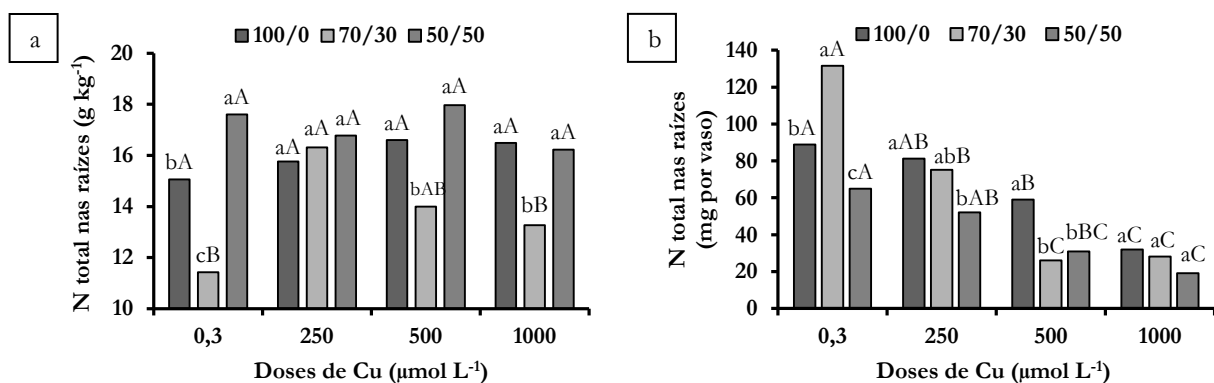 a
100/0 70/30 50/50
N total nas raízes (g kg⁻¹)
20
18
16
14
12
10
bA
cB
aA
aA
aA
aA
aA
bAB
aA
aA
bB
aA
0,3 250 500 1000
Doses de Cu (µmol L⁻¹)
b
100/0 70/30 50/50
N total nas raízes
(mg por vaso)
140
120
100
80
60
40
20
0
bA
aA
cA
aAB
abB
bAB
aB
bC
bBC
aC
aC
aC
0,3 250 500 1000
Doses de Cu (µmol L⁻¹)